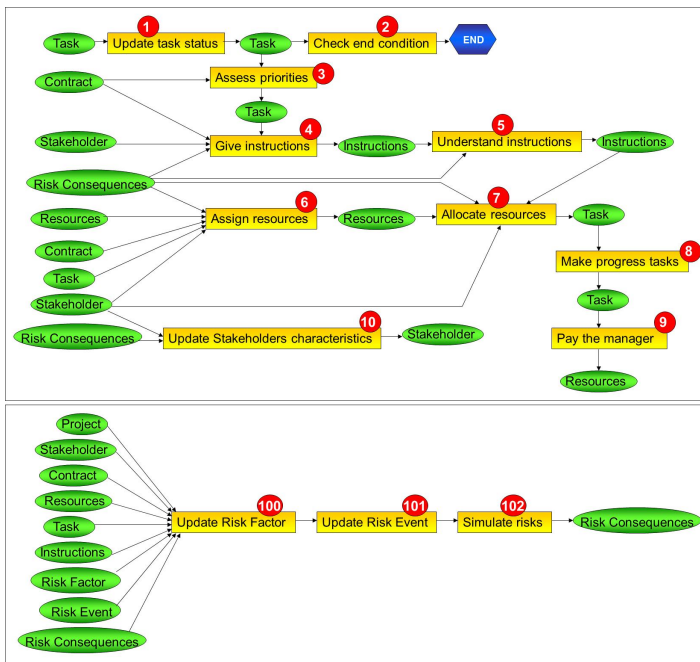 1
2
Task
Update task status
Task
Check end condition
END
3
Contract
Assess priorities
Task
4
5
Stakeholder
Give instructions
Instructions
Understand instructions
Instructions
Risk Consequences
6
7
Resources
Assign resources
Resources
Allocate resources
Task
Contract
8
Make progress tasks
Task
Stakeholder
Task
10
9
Risk Consequences
Update Stakeholders characteristics
Stakeholder
Pay the manager
Resources
Project
Stakeholder
Contract
Resources
100
101
102
Task
Update Risk Factor
Update Risk Event
Simulate risks
Risk Consequences
Instructions
Risk Factor
Risk Event
Risk Consequences